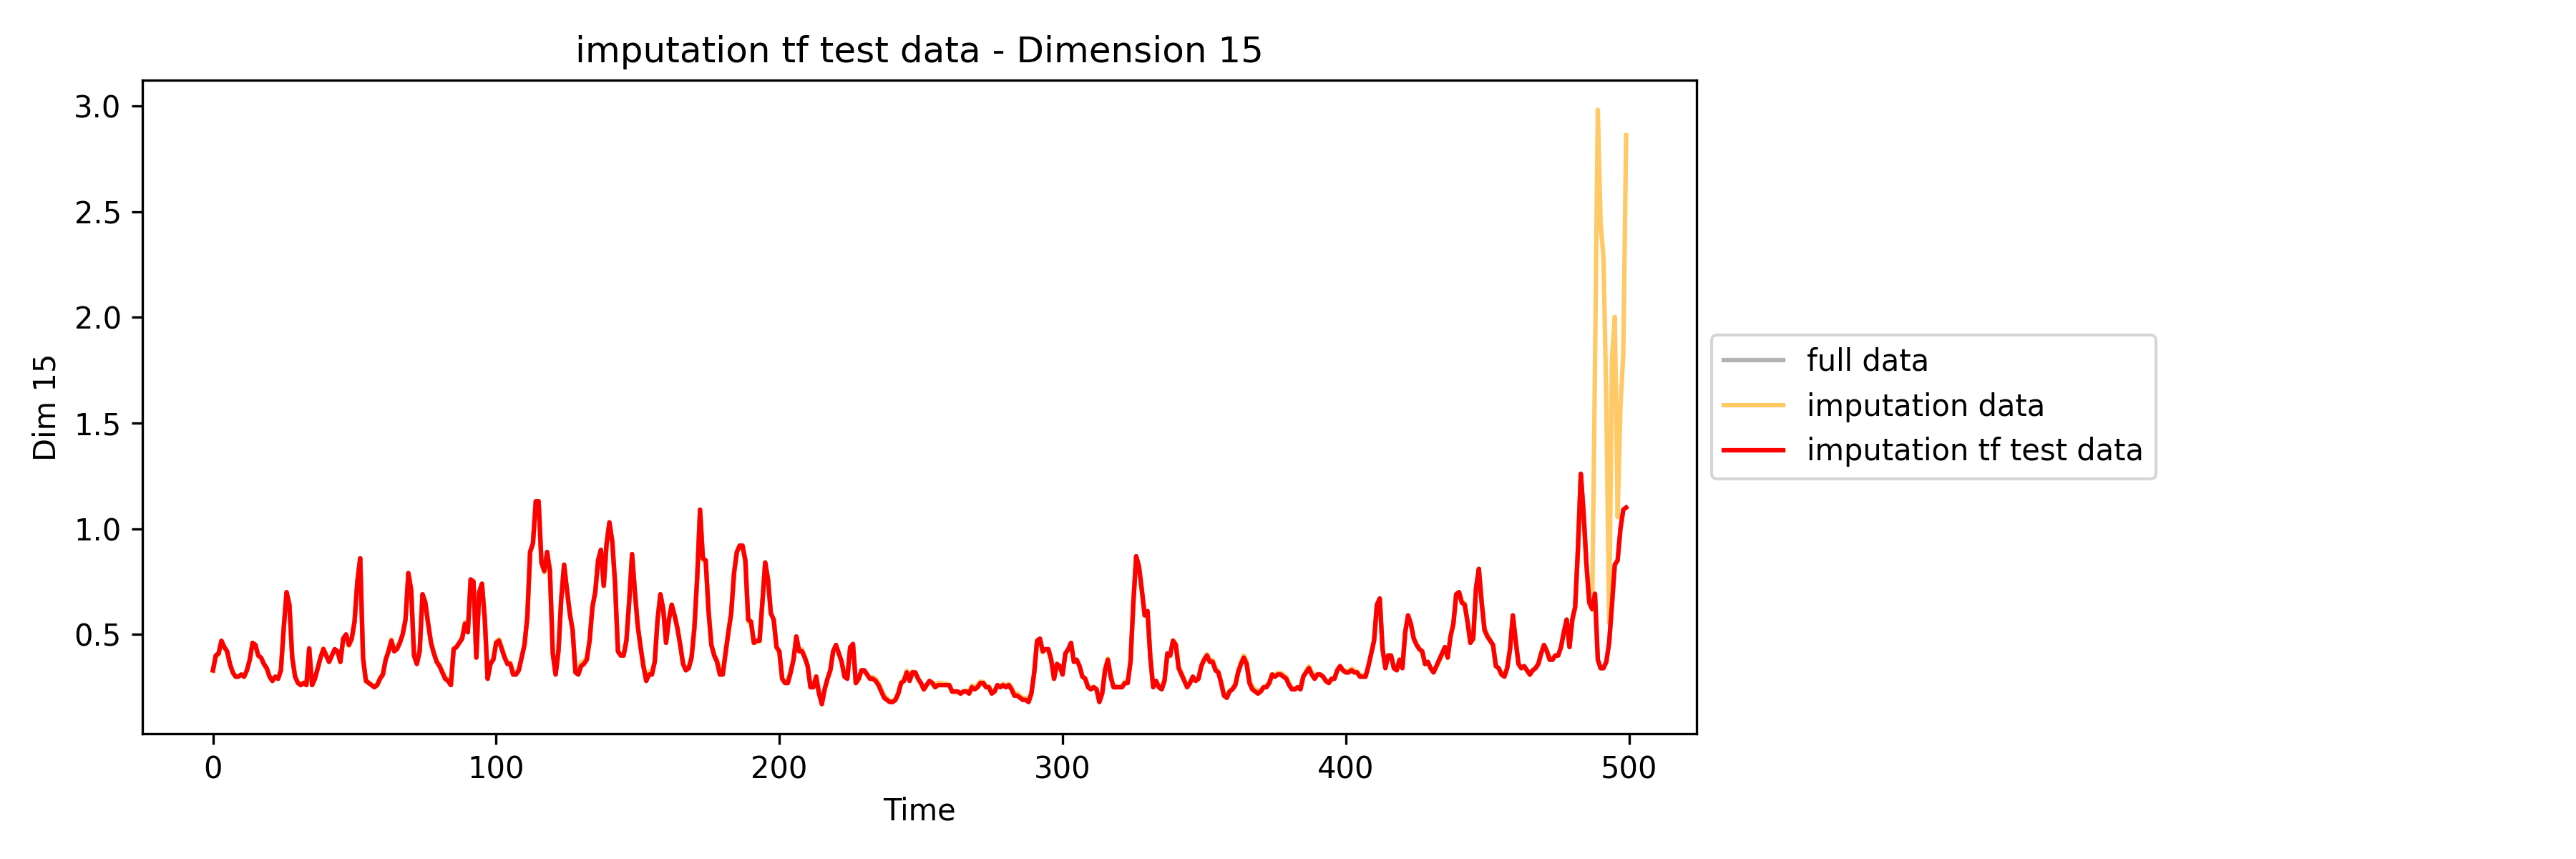 imputation tf test data - Dimension 15
3.0
2.5
2.0
1.5
1.0
0.5
Dim 15
0 100 200 300 400 500
Time
full data
imputation data
imputation tf test data